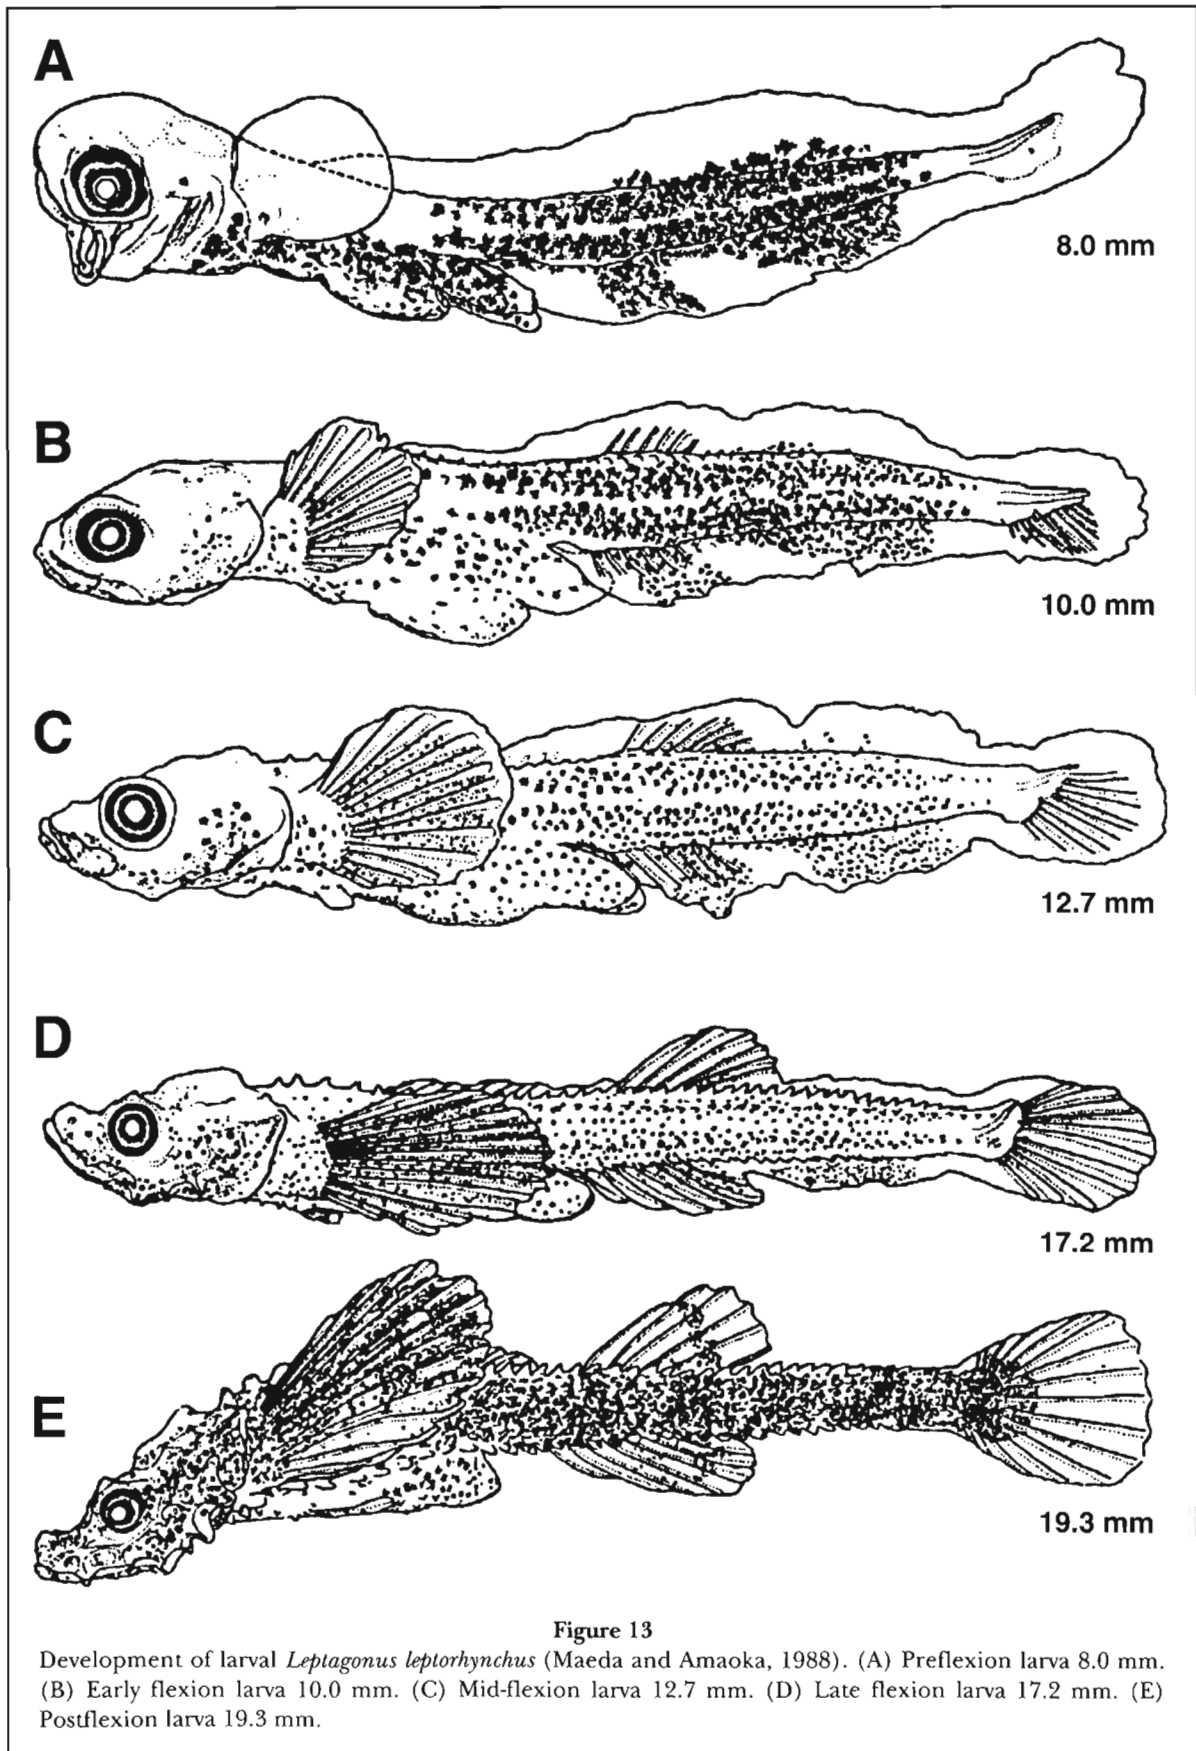 A
8.0 mm
B
10.0 mm
C
12.7 mm
D
17.2 mm
E
19.3 mm
Figure 13
Development of larval Leptagonus leptorhynchus (Maeda and Amaoka, 1988). (A) Preflexion larva 8.0 mm.
(B) Early flexion larva 10.0 mm. (C) Mid-flexion larva 12.7 mm. (D) Late flexion larva 17.2 mm. (E)
Postflexion larva 19.3 mm.